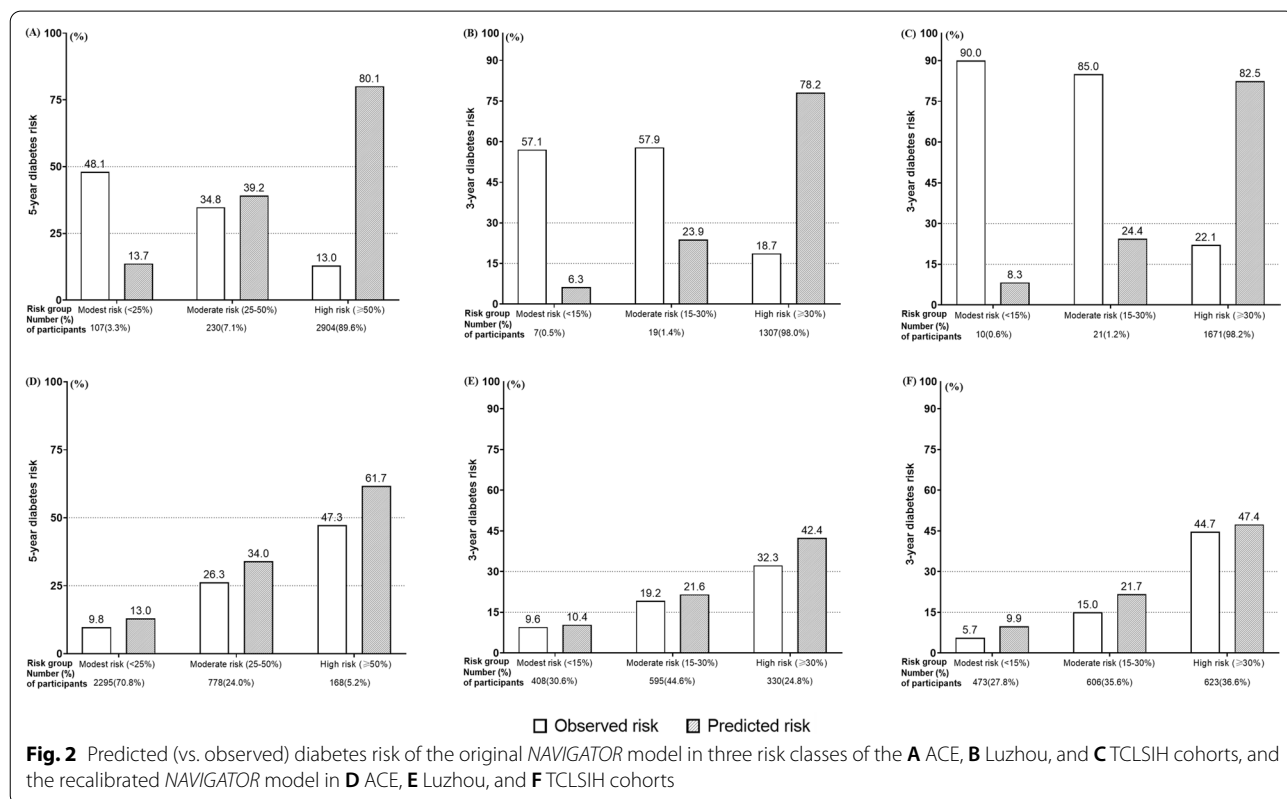 (A)
(%)
100
75
50
25
0
5-year diabetes risk
48.1
13.7
34.8
39.2
13.0
80.1
Risk group
Modest risk (<25%)
Moderate risk (25-50%)
High risk (⩾50%)
Number (%)
of participants
107(3.3%)
230(7.1%)
2904(89.6%)
(B)
(%)
100
90
75
60
45
30
15
0
3-year diabetes risk
57.1
6.3
57.9
23.9
18.7
78.2
Risk group
Modest risk (<15%)
Moderate risk (15-30%)
High risk (⩾30%)
Number (%)
of participants
7(0.5%)
19(1.4%)
1307(98.0%)
(C)
(%)
100
90
75
60
45
30
15
0
3-year diabetes risk
90.0
8.3
85.0
24.4
22.1
82.5
Risk group
Modest risk (<15%)
Moderate risk (15-30%)
High risk (⩾30%)
Number (%)
of participants
10(0.6%)
21(1.2%)
1671(98.2%)
(D)
(%)
100
75
50
25
0
5-year diabetes risk
9.8
13.0
26.3
34.0
47.3
61.7
Risk group
Modest risk (<25%)
Moderate risk (25-50%)
High risk (⩾50%)
Number (%)
of participants
2295(70.8%)
778(24.0%)
168(5.2%)
(E)
(%)
100
90
75
60
45
30
15
0
3-year diabetes risk
9.6
10.4
19.2
21.6
32.3
42.4
Risk group
Modest risk (<15%)
Moderate risk (15-30%)
High risk (⩾30%)
Number (%)
of participants
408(30.6%)
595(44.6%)
330(24.8%)
(F)
(%)
100
90
75
60
45
30
15
0
3-year diabetes risk
5.7
9.9
15.0
21.7
44.7
47.4
Risk group
Modest risk (<15%)
Moderate risk (15-30%)
High risk (⩾30%)
Number (%)
of participants
473(27.8%)
606(35.6%)
623(36.6%)
Observed risk
Predicted risk
Fig. 2 Predicted (vs. observed) diabetes risk of the original NAVIGATOR model in three risk classes of the A ACE, B Luzhou, and C TCLSIH cohorts, and
the recalibrated NAVIGATOR model in D ACE, E Luzhou, and F TCLSIH cohorts